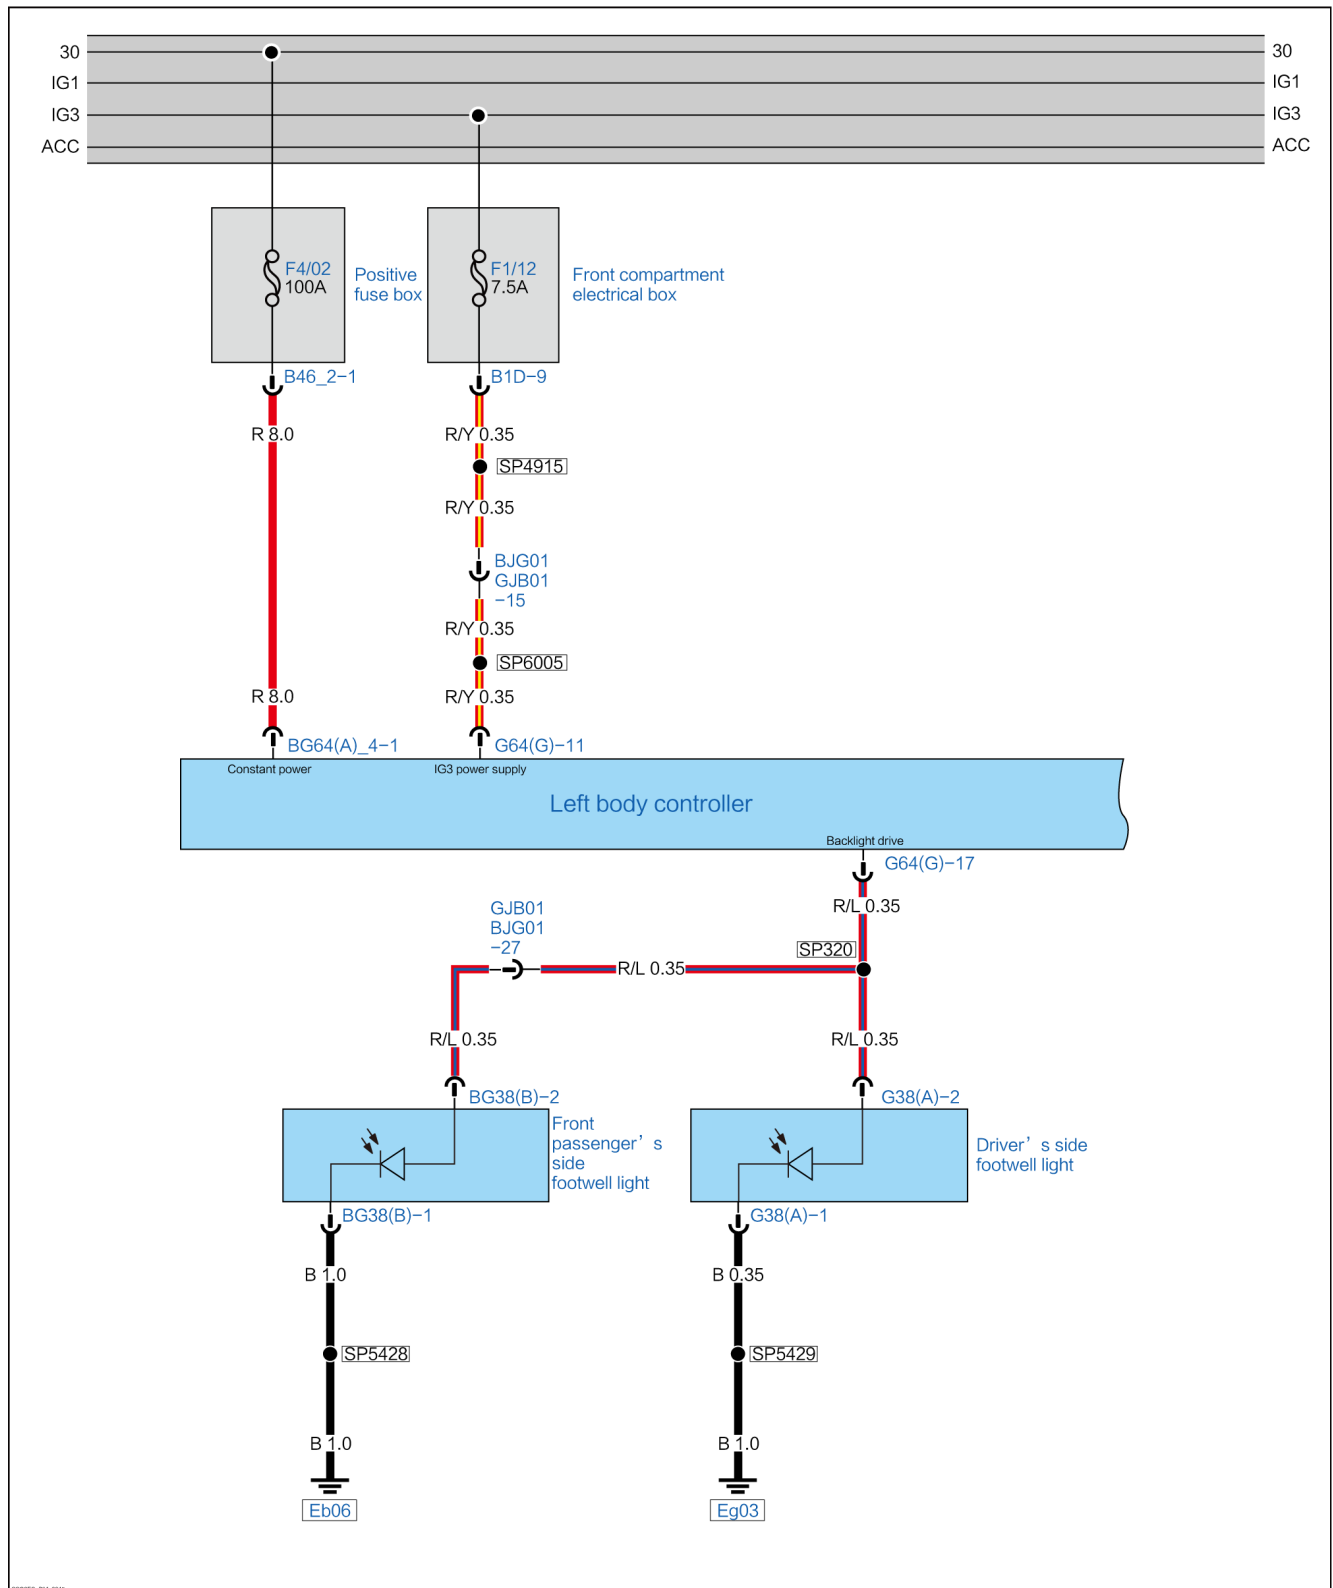 30
30
IG1
IG1
IG3
IG3
ACC
ACC
F4/02
100A
Positive
fuse box
F1/12
7.5A
Front compartment
electrical box
B46_2-1
B1D-9
R 8.0
R/Y 0.35
SP4915
R/Y 0.35
BJG01
GJB01
-15
R/Y 0.35
SP6005
R 8.0
R/Y 0.35
BG64(A)_4-1
G64(G)-11
Constant power
IG3 power supply
Left body controller
Backlight drive
G64(G)-17
R/L 0.35
GJB01
BJG01
-27
SP320
R/L 0.35
R/L 0.35
R/L 0.35
BG38(B)-2
G38(A)-2
Front
passenger's
side
footwell light
Driver's side
footwell light
BG38(B)-1
G38(A)-1
B 1.0
B 0.35
SP5428
SP5429
B 1.0
B 1.0
Eb06
Eg03